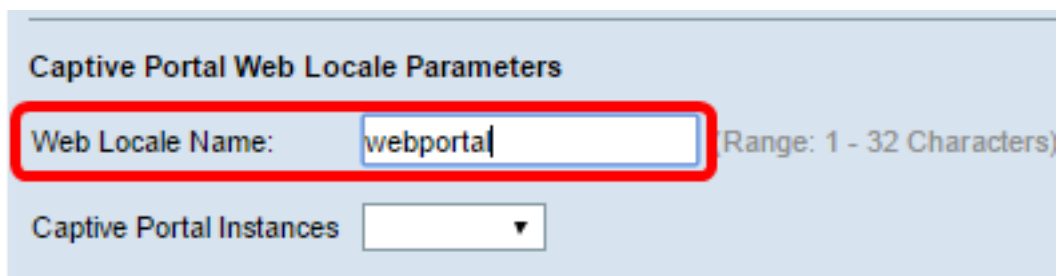 Captive Portal Web Locale Parameters
Web Locale Name: webportal (Range: 1 - 32 Characters)
Captive Portal Instances